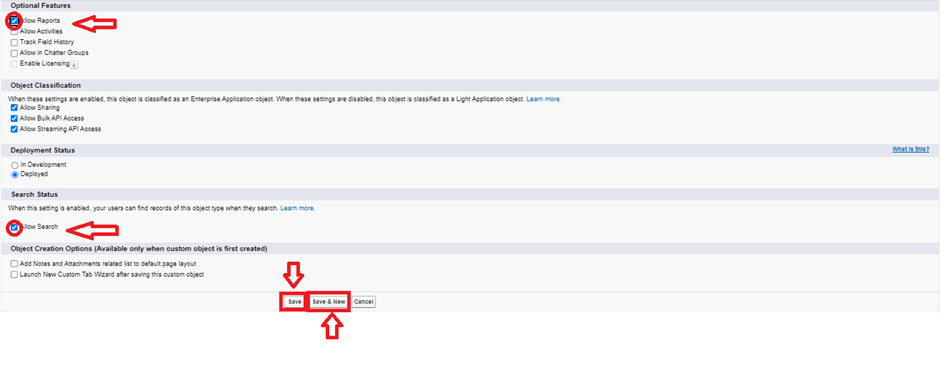 Optional Features
Allow Reports
Allow Activities
Track Field History
Allow in Chatter Groups
Enable Licensing i
Object Classification
When these settings are enabled, this object is classified as an Enterprise Application object. When these settings are disabled, this object is classified as a Light Application object. Learn more.
Allow Sharing
Allow Bulk API Access
Allow Streaming API Access
Deployment Status What is this?
In Development
Deployed
Search Status
When this setting is enabled, your users can find records of this object type when they search. Learn more.
Allow Search
Object Creation Options (Available only when custom object is first created)
Add Notes and Attachments related list to default page layout
Launch New Custom Tab Wizard after saving this custom object
Save Save & New Cancel